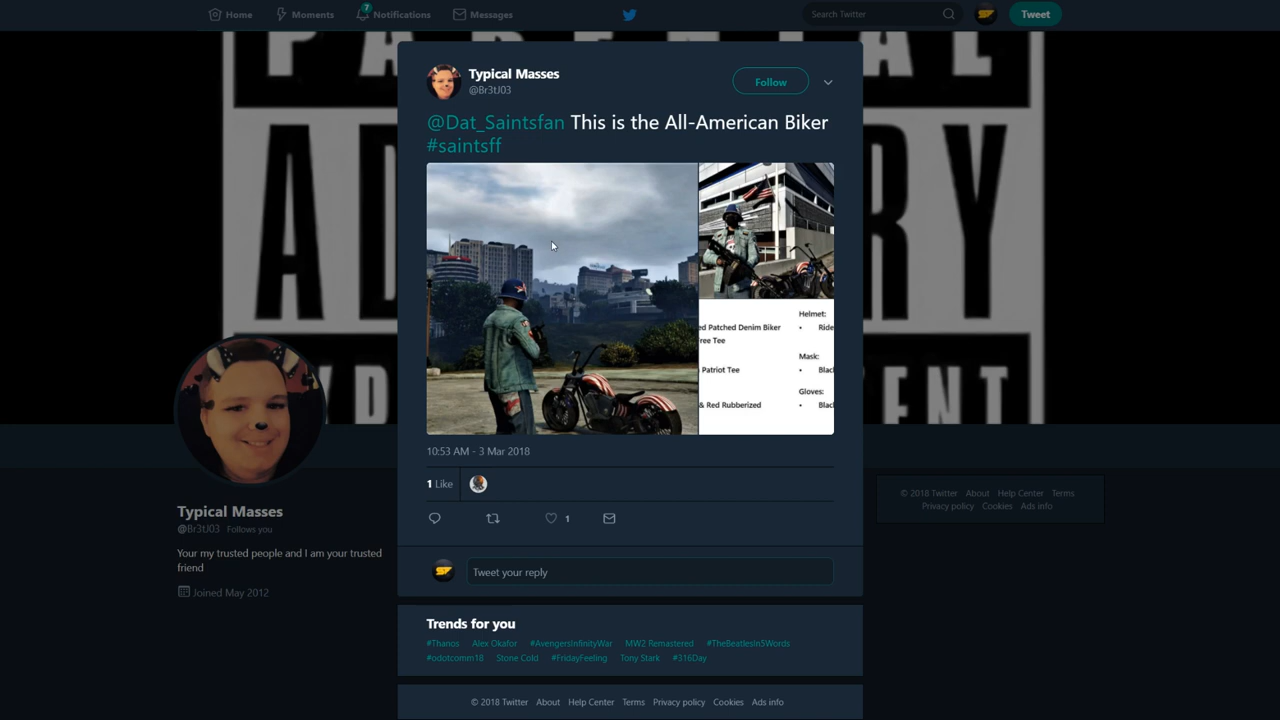 Home
Moments
7
Notifications
Messages
Search Twitter
Tweet
Typical Masses
@Br3tJ03
Follow
@Dat_Saintsfan This is the All-American Biker
#saintsff
Helmet:
ed Patched Denim Biker
Ride
ree Tee
Mask:
Patriot Tee
Blac
Gloves:
& Red Rubberized
Blac
10:53 AM - 3 Mar 2018
1 Like
1
Tweet your reply
Trends for you
#Thanos Alex Okafor #AvengersInfinityWar MW2 Remastered #TheBeatlesIn5Words
#odotcomm18 Stone Cold #FridayFeeling Tony Stark #316Day
© 2018 Twitter About Help Center Terms Privacy policy Cookies Ads info
Typical Masses
@Br3tJ03 Follows you
Your my trusted people and I am your trusted
friend
Joined May 2012
© 2018 Twitter About Help Center Terms
Privacy policy Cookies Ads info